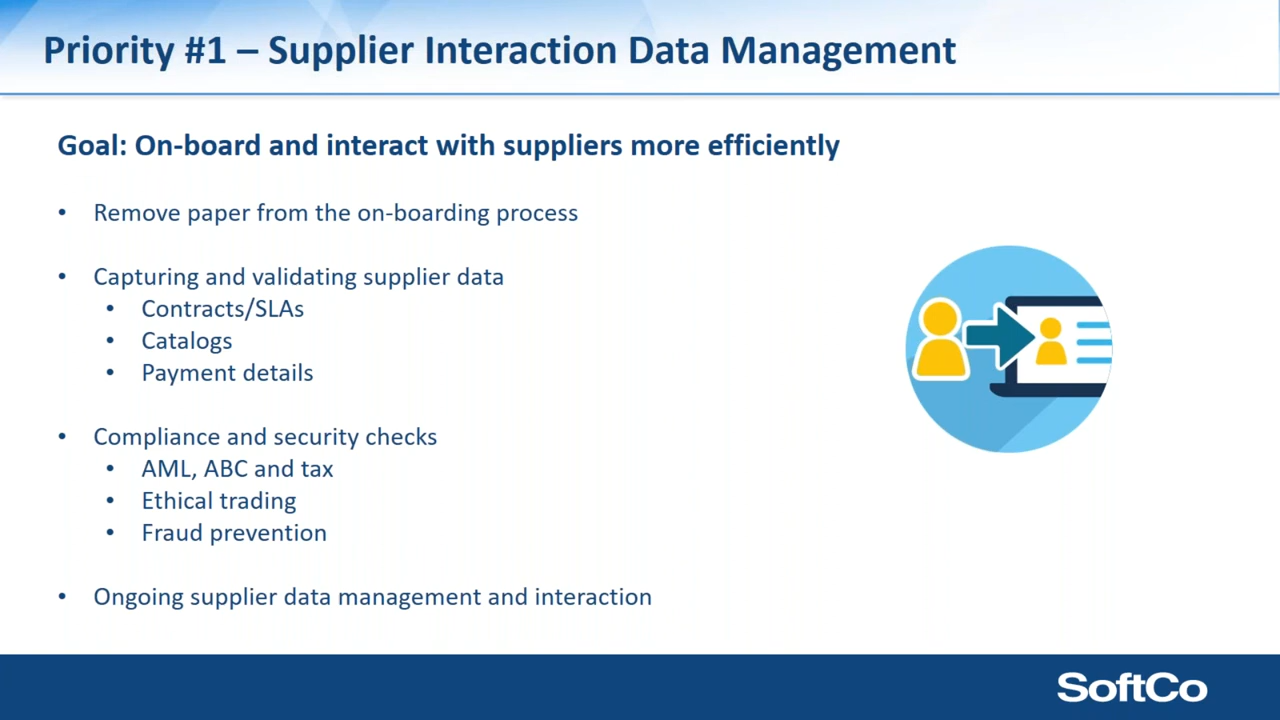 Priority #1 – Supplier Interaction Data Management
Goal: On-board and interact with suppliers more efficiently
• Remove paper from the on-boarding process
• Capturing and validating supplier data
• Contracts/SLAs
• Catalogs
• Payment details
• Compliance and security checks
• AML, ABC and tax
• Ethical trading
• Fraud prevention
• Ongoing supplier data management and interaction
SoftCo